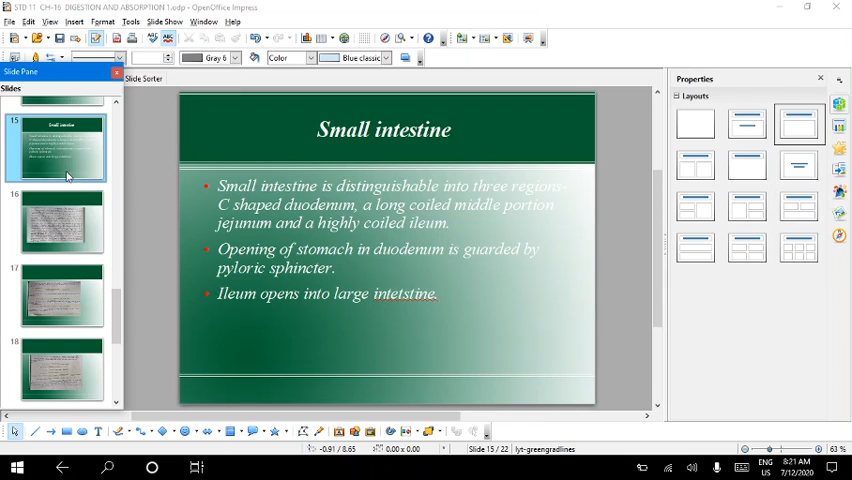 STD 11 CH-16 DIGESTION AND ABSORPTION 1.odp - OpenOffice Impress
File Edit View Insert Format Tools Slide Show Window Help
Gray 6 Color Blue classic
Slide Pane
Slide Sorter
Properties
Slides
Layouts
15
Small intestine
16
17
18
Small intestine
Small intestine is distinguishable into three regions-
C shaped duodenum, a long coiled middle portion
jejunum and a highly coiled ileum.
Opening of stomach in duodenum is guarded by
pyloric sphincter.
Ileum opens into large intetstine.
-0.91 / 8.65 0.00 x 0.00 Slide 15 / 22 lyt-greengradlines 63 %
ENG 8:21 AM
US 7/12/2020